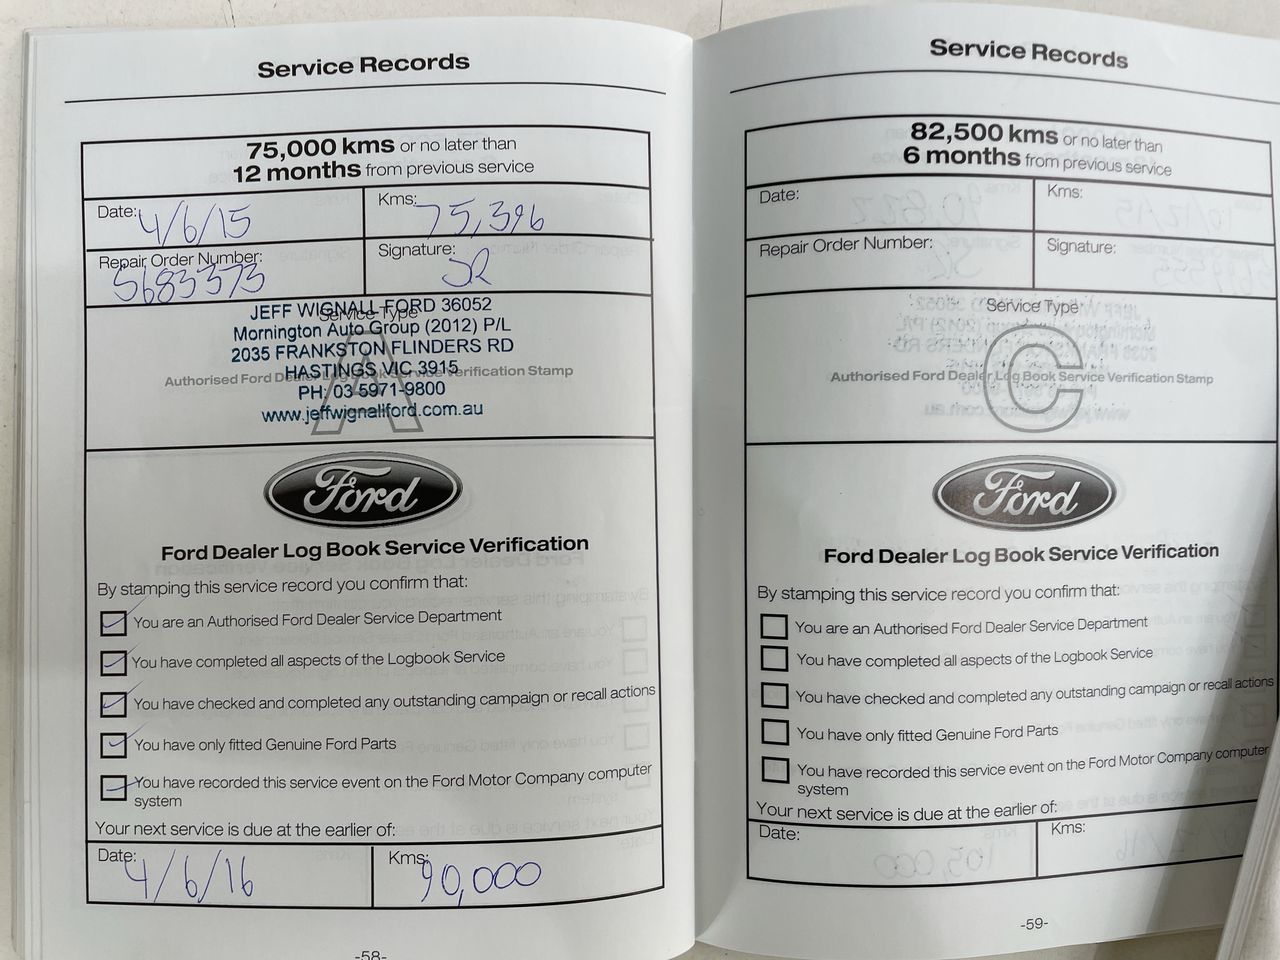 Service Records
75,000 kms or no later than
12 months from previous service
Date: 4/6/15
Kms: 75,396
Repair Order Number: 5683373
Signature: JR
Service Type
A
Authorised Ford Dealer Log Book Service Verification Stamp
JEFF WIGNALL FORD 36052
Mornington Auto Group (2012) P/L
2035 FRANKSTON FLINDERS RD
HASTINGS VIC 3915
PH: 03 5971-9800
www.jeffwignallford.com.au
Ford
Ford Dealer Log Book Service Verification
By stamping this service record you confirm that:
You are an Authorised Ford Dealer Service Department
You have completed all aspects of the Logbook Service
You have checked and completed any outstanding campaign or recall actions
You have only fitted Genuine Ford Parts
You have recorded this service event on the Ford Motor Company computer
system
Your next service is due at the earlier of:
Date: 4/6/16
Kms: 90,000
-58-
Service Records
82,500 kms or no later than
6 months from previous service
Date:
Kms:
Repair Order Number:
Signature:
Service Type
C
Authorised Ford Dealer Log Book Service Verification Stamp
Ford
Ford Dealer Log Book Service Verification
By stamping this service record you confirm that:
You are an Authorised Ford Dealer Service Department
You have completed all aspects of the Logbook Service
You have checked and completed any outstanding campaign or recall actions
You have only fitted Genuine Ford Parts
You have recorded this service event on the Ford Motor Company computer
system
Your next service is due at the earlier of:
Date:
Kms:
-59-